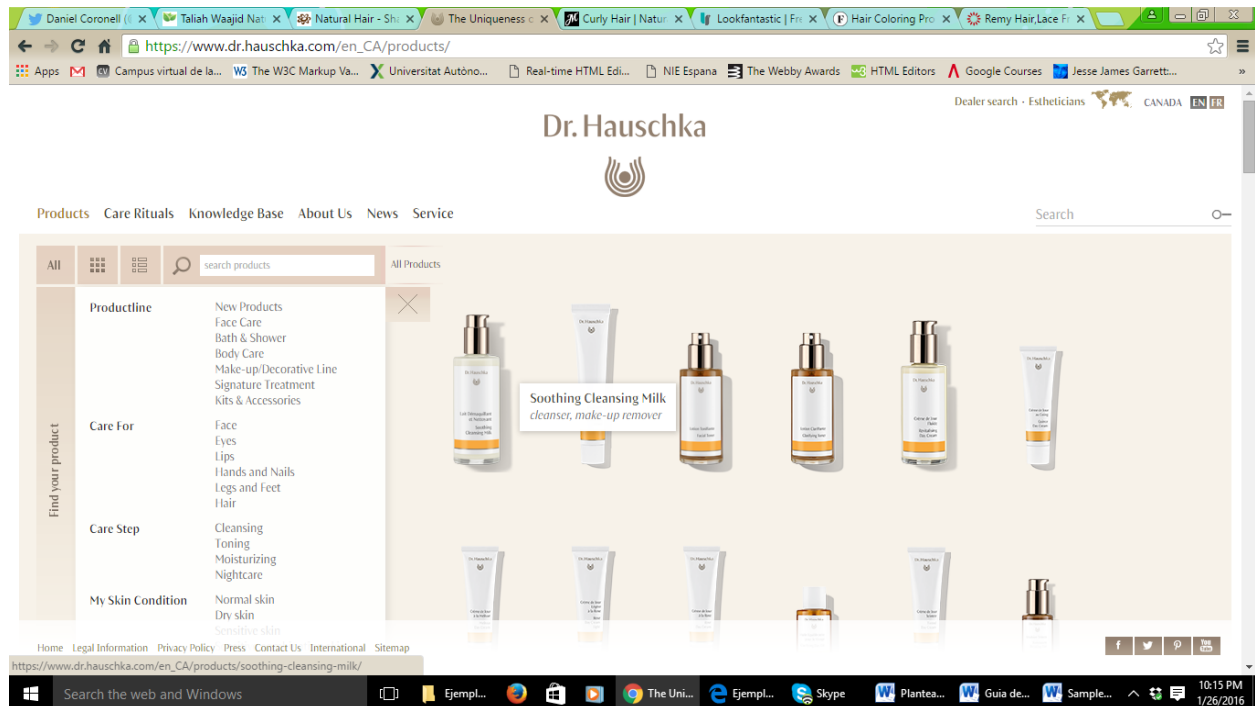 Daniel Coronell (
Taliah Waajid Nat
Natural Hair - Sh
The Uniqueness o
Curly Hair | Natur
Lookfantastic | Fre
Hair Coloring Pro
Remy Hair,Lace Fr
https://www.dr.hauschka.com/en_CA/products/
Apps
Campus virtual de la...
The W3C Markup Va...
Universitat Autòno...
Real-time HTML Edi...
NIE Espana
The Webby Awards
HTML Editors
Google Courses
Jesse James Garrett:...
»
Dealer search · Estheticians
CANADA EN FR
Dr. Hauschka
Products Care Rituals Knowledge Base About Us News Service
Search
All
search products
All Products
Find your product
Productline
New Products
Face Care
Bath & Shower
Body Care
Make-up/Decorative Line
Signature Treatment
Kits & Accessories
Care For
Face
Eyes
Lips
Hands and Nails
Legs and Feet
Hair
Care Step
Cleansing
Toning
Moisturizing
Nightcare
My Skin Condition
Normal skin
Dry skin
Sensitive skin
Soothing Cleansing Milk
cleanser, make-up remover
Home Legal Information Privacy Policy Press Contact Us International Sitemap
https://www.dr.hauschka.com/en_CA/products/soothing-cleansing-milk/
Search the web and Windows
Ejempl...
The Uni...
Ejempl...
Skype
Plantea...
Guia de...
Sample...
10:15 PM
1/26/2016